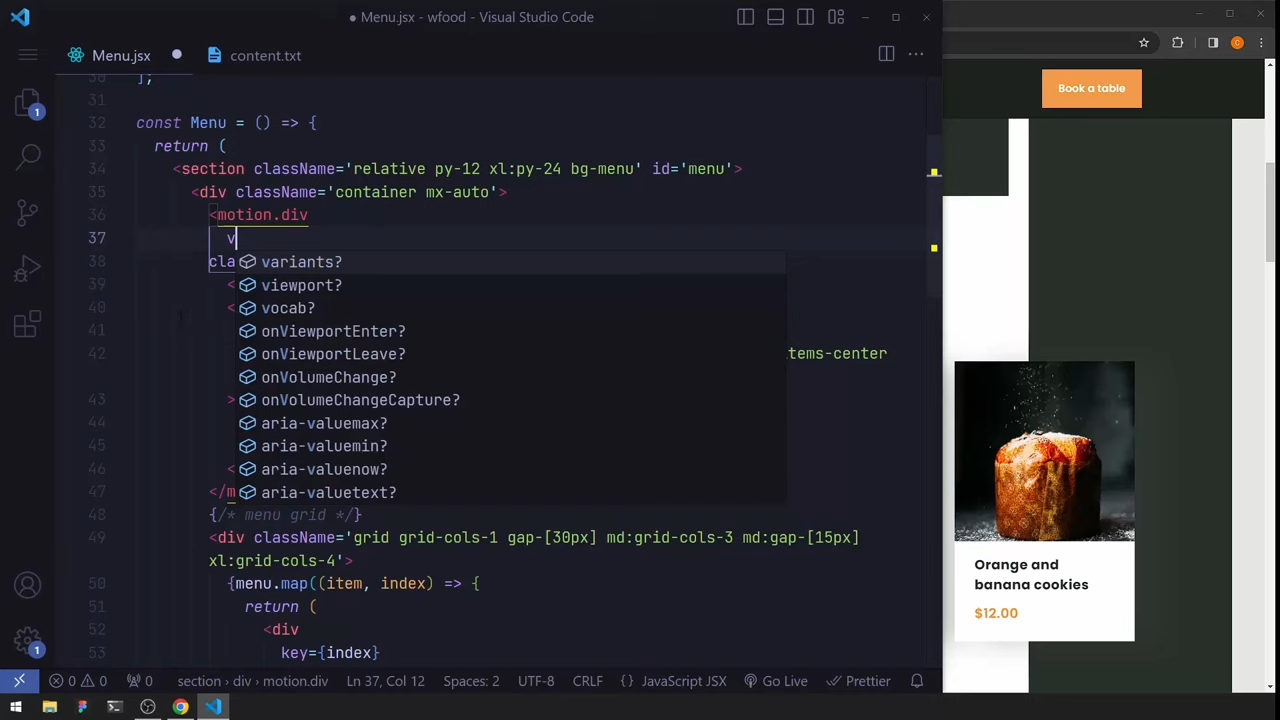 ● Menu.jsx - wfood - Visual Studio Code
Menu.jsx
content.txt
Book a table
30 ];
31
32 const Menu = () => {
33 return (
34 <section className='relative py-12 xl:py-24 bg-menu' id='menu'>
35 <div className='container mx-auto'>
36 <motion.div
37 v
38 cla
variants?
39 <
viewport?
40 <
vocab?
41
onViewportEnter?
42
onViewportLeave?
tems-center
onVolumeChange?
43 >
onVolumeChangeCapture?
44
aria-valuemax?
45
aria-valuemin?
46 <
aria-valuenow?
47 </m
aria-valuetext?
48 {/* menu grid */}
49 <div className='grid grid-cols-1 gap-[30px] md:grid-cols-3 md:gap-[15px]
xl:grid-cols-4'>
50 {menu.map((item, index) => {
51 return (
52 <div
53 key={index}
Orange and
banana cookies
$12.00
1
1
C
0 0 0 section › div › motion.div Ln 37, Col 12 Spaces: 2 UTF-8 CRLF {} JavaScript JSX Go Live Prettier